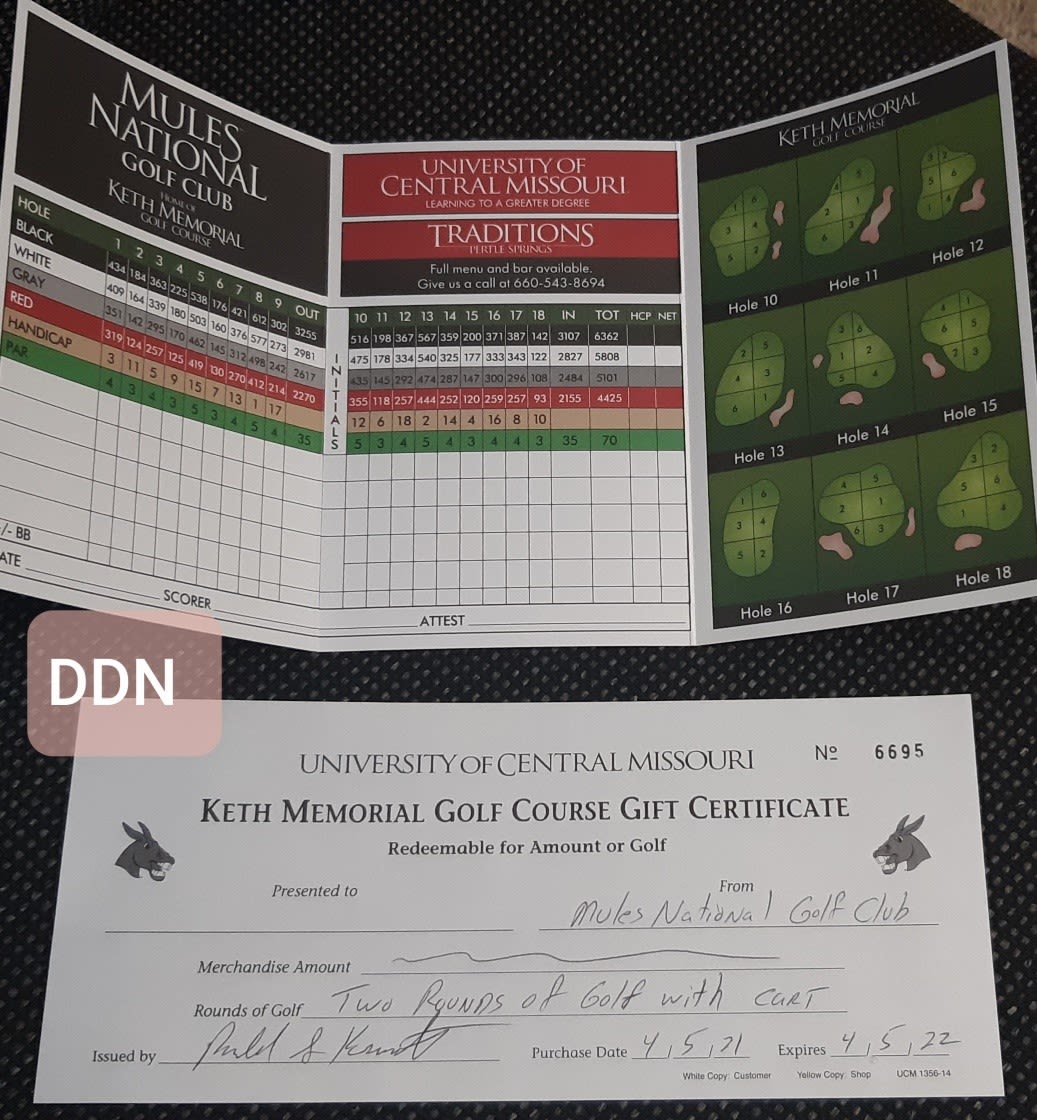 MULES
NATIONAL
GOLF CLUB
HOME OF
KETH MEMORIAL
GOLF COURSE
HOLE 1 2 3 4 5 6 7 8 9 OUT
BLACK 434 184 363 225 538 176 421 612 302 3255
WHITE 409 164 339 180 503 160 376 577 273 2981
GRAY 351 142 295 170 462 145 312 498 242 2617
RED 319 124 257 125 419 130 270 412 214 2270
HANDICAP 3 11 5 9 15 7 13 1 17
PAR 4 3 4 3 5 3 4 5 4 35
/- BB
ATE
SCORER
UNIVERSITY OF
CENTRAL MISSOURI
LEARNING TO A GREATER DEGREE
TRADITIONS
PERTLE SPRINGS
Full menu and bar available.
Give us a call at 660-543-8694
INITIALS
10 11 12 13 14 15 16 17 18 IN TOT HCP NET
516 198 367 567 359 200 371 387 142 3107 6362
475 178 334 540 325 177 333 343 122 2827 5808
435 145 292 474 287 147 300 296 108 2484 5101
355 118 257 444 252 120 259 257 93 2155 4425
12 6 18 2 14 4 16 8 10
5 3 4 5 4 3 4 4 3 35 70
ATTEST
KETH MEMORIAL
GOLF COURSE
Hole 10 Hole 11 Hole 12
Hole 13 Hole 14 Hole 15
Hole 16 Hole 17 Hole 18
DDN
UNIVERSITY OF CENTRAL MISSOURI
Nº 6695
KETH MEMORIAL GOLF COURSE GIFT CERTIFICATE
Redeemable for Amount or Golf
Presented to
From Mules National Golf Club
Merchandise Amount
Rounds of Golf Two Rounds of Golf with CART
Issued by
Purchase Date 4/5/21 Expires 4/5/22
White Copy: Customer Yellow Copy: Shop UCM 1356-14